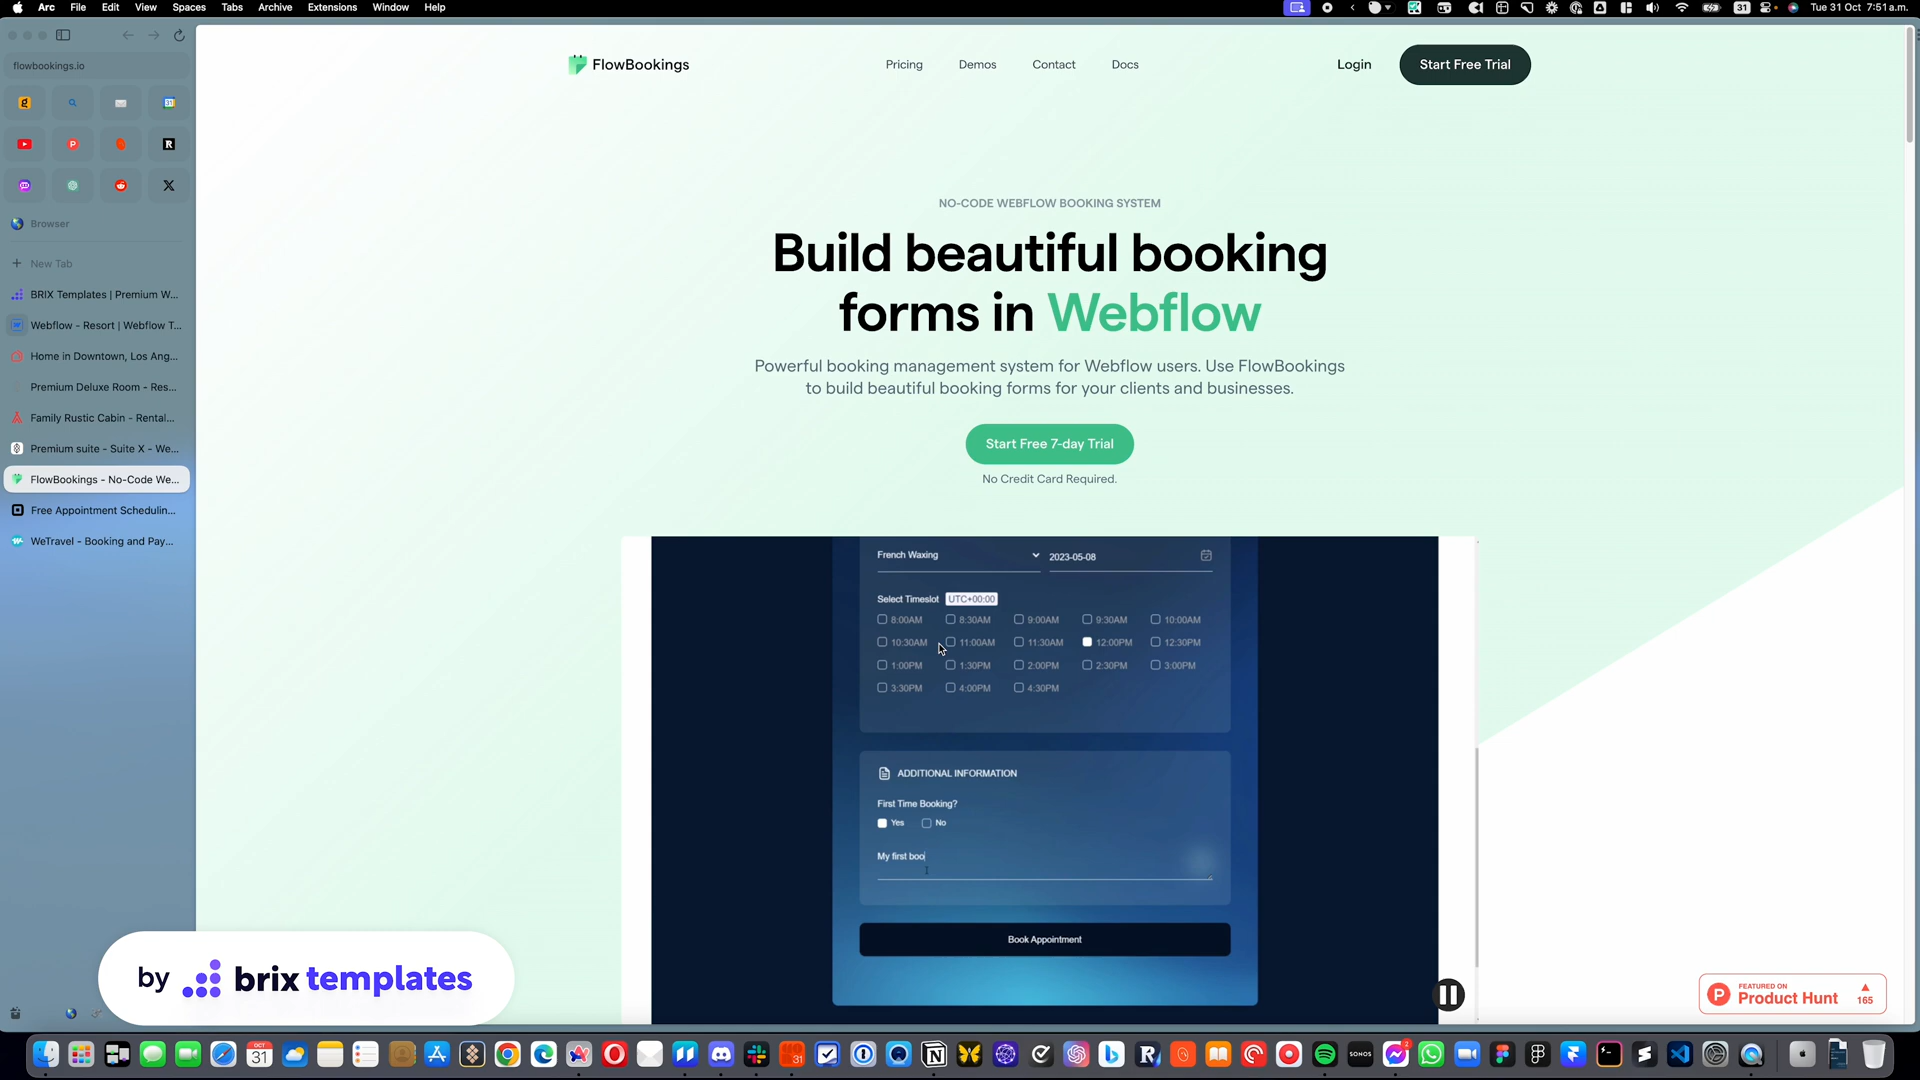 Arc File Edit View Spaces Tabs Archive Extensions Window Help
31 Tue 31 Oct 7:51 a.m.
flowbookings.io
Browser
New Tab
BRIX Templates | Premium W...
Webflow - Resort | Webflow T...
Home in Downtown, Los Ang...
Premium Deluxe Room - Res...
Family Rustic Cabin - Rental...
Premium suite - Suite X - We...
FlowBookings - No-Code We...
Free Appointment Schedulin...
WeTravel - Booking and Pay...
FlowBookings
Pricing Demos Contact Docs
Login Start Free Trial
NO-CODE WEBFLOW BOOKING SYSTEM
Build beautiful booking
forms in Webflow
Powerful booking management system for Webflow users. Use FlowBookings
to build beautiful booking forms for your clients and businesses.
Start Free 7-day Trial
No Credit Card Required.
French Waxing 2023-05-08
Select Timeslot UTC+00:00
8:00AM 8:30AM 9:00AM 9:30AM 10:00AM
10:30AM 11:00AM 11:30AM 12:00PM 12:30PM
1:00PM 1:30PM 2:00PM 2:30PM 3:00PM
3:30PM 4:00PM 4:30PM
ADDITIONAL INFORMATION
First Time Booking?
Yes No
My first boo
Book Appointment
by brix templates
FEATURED ON
Product Hunt 165
OCT
31
SONOS